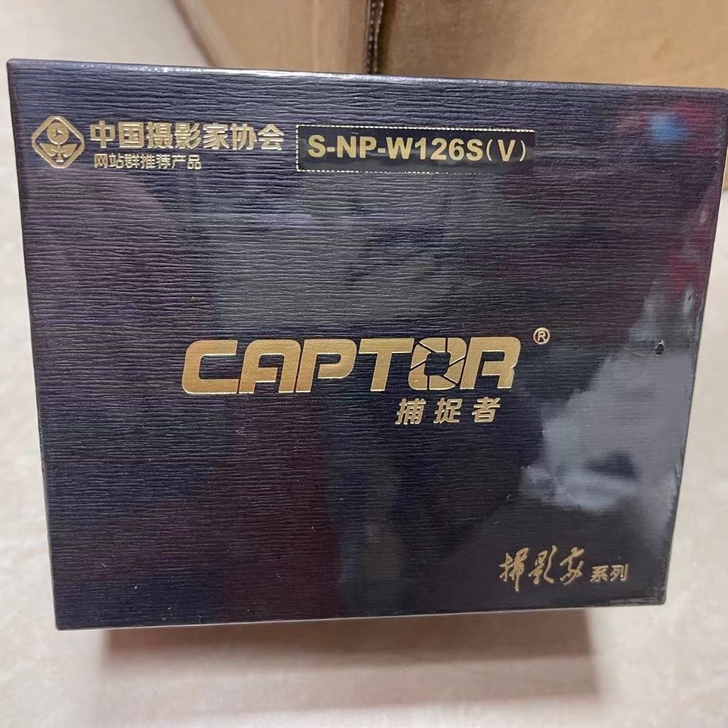 中国摄影家协会
网站群推荐产品
S-NP-W126S(V)
CAPTOR®
捕捉者
摄影家系列